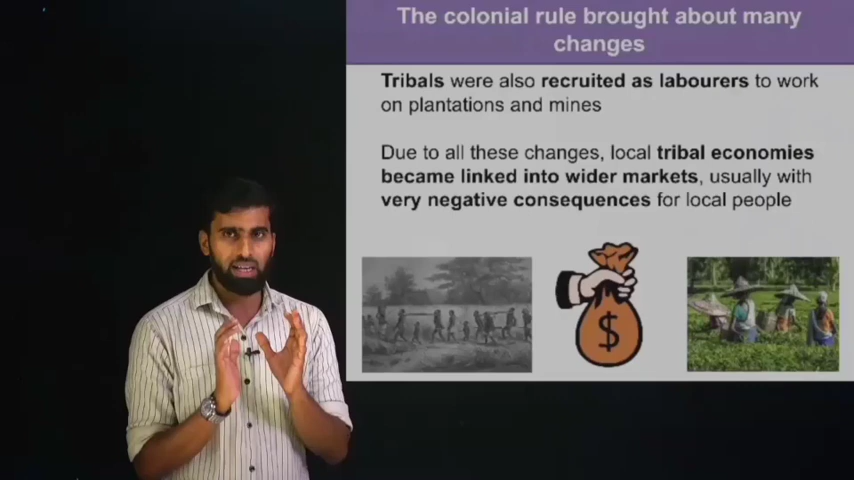 The colonial rule brought about many
changes
Tribals were also recruited as labourers to work
on plantations and mines
Due to all these changes, local tribal economies
became linked into wider markets, usually with
very negative consequences for local people
$